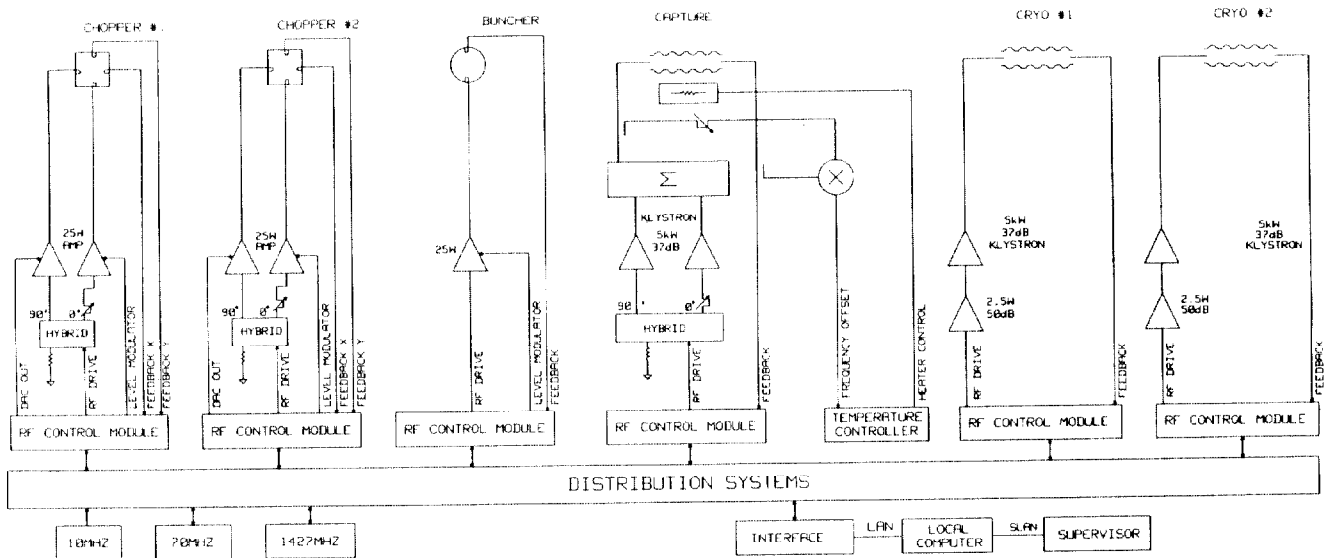 CHOPPER #
CHOPPER #2
BUNCHER
CAPTURE
CRYO #1
CRYO #2
25W
AMP
90°
0°
HYBRID
DAC OUT
RF DRIVE
LEVEL MODULATOR
FEEDBACK X
FEEDBACK Y
RF CONTROL MODULE
25W
AMP
90°
0°
HYBRID
DAC OUT
RF DRIVE
LEVEL MODULATOR
FEEDBACK X
FEEDBACK Y
RF CONTROL MODULE
25W
RF DRIVE
LEVEL MODULATOR
FEEDBACK
RF CONTROL MODULE
Σ
KLYSTRON
5kW
37dB
90°
0°
HYBRID
RF DRIVE
FEEDBACK
RF CONTROL MODULE
FREQUENCY OFFSET
HEATER CONTROL
TEMPERATURE
CONTROLLER
5kW
37dB
KLYSTRON
2.5W
50dB
RF DRIVE
FEEDBACK
RF CONTROL MODULE
5kW
37dB
KLYSTRON
2.5W
50dB
RF DRIVE
FEEDBACK
RF CONTROL MODULE
DISTRIBUTION SYSTEMS
10MHZ
70MHZ
1427MHZ
INTERFACE
LAN
LOCAL
COMPUTER
SLAN
SUPERVISOR